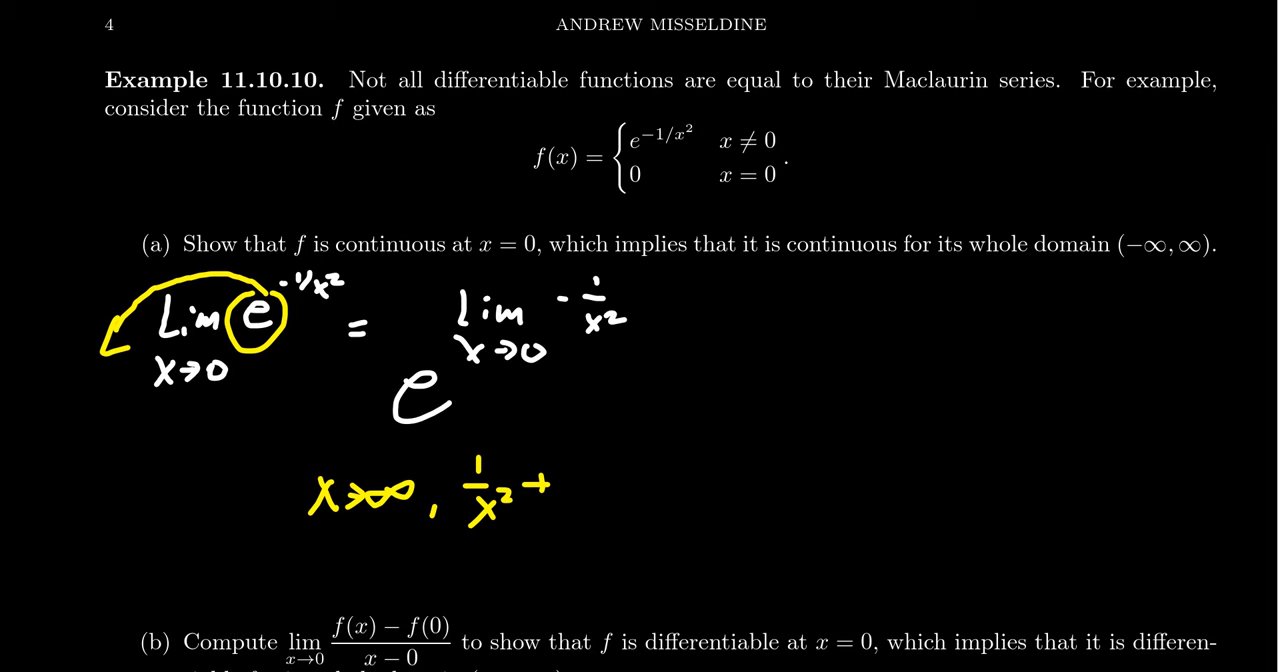 4 ANDREW MISSELDINE
Example 11.10.10. Not all differentiable functions are equal to their Maclaurin series. For example,
consider the function f given as
f(x) = { e^{-1/x^2} x ≠ 0
0 x = 0 .
(a) Show that f is continuous at x = 0, which implies that it is continuous for its whole domain (−∞, ∞).
Lim_{x→0} e^{-1/x^2} = e^{lim_{x→0} -1/x^2}
x→∞, 1/x^2 +
(b) Compute lim_{x→0} (f(x) − f(0))/(x − 0) to show that f is differentiable at x = 0, which implies that it is differen-